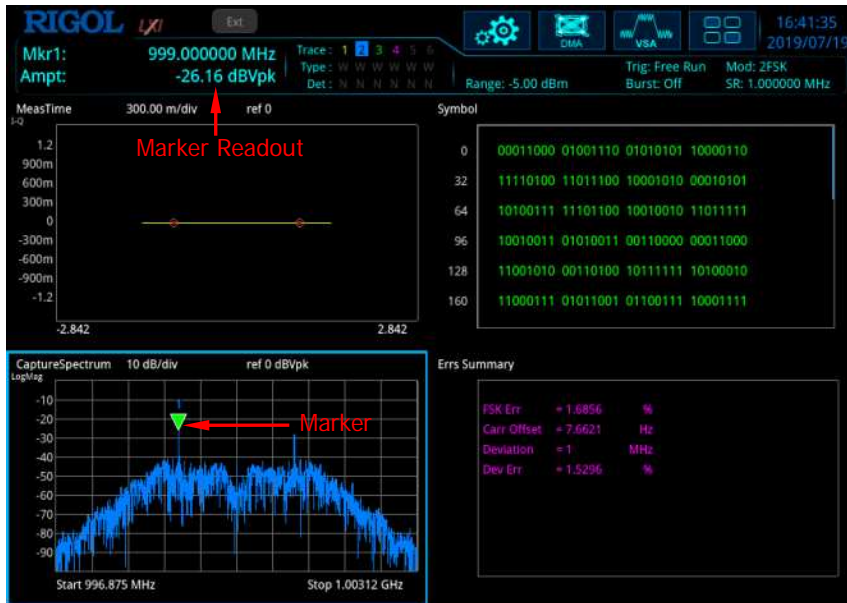 RIGOL LXI Ext 16:41:35
DMA VSA 2019/07/19
Mkr1: 999.000000 MHz Trace: 1 2 3 4 5 6
Ampt: -26.16 dBVpk Type: W W W W W W
Det: N N N N N N
Range: -5.00 dBm
Trig: Free Run Mod: 2FSK
Burst: Off SR: 1.000000 MHz
MeasTime 300.00 m/div ref 0
I-Q
Marker Readout
1.2
900m
600m
300m
0
-300m
-600m
-900m
-1.2
-2.842 2.842
Symbol
0 00011000 01001110 01010101 10000110
32 11110100 11011100 10001010 00010101
64 10100111 11101100 10010010 11011111
96 10010011 01010011 00110000 00011000
128 11001010 00110100 10111111 10100010
160 11000111 01011001 01100111 10001111
CaptureSpectrum 10 dB/div ref 0 dBVpk
LogMag
-10
-20
-30
-40
-50
-60
-70
-80
-90
1
Marker
Start 996.875 MHz Stop 1.00312 GHz
Errs Summary
FSK Err = 1.6856 %
Carr Offset = 7.6621 Hz
Deviation = 1 MHz
Dev Err = 1.5296 %